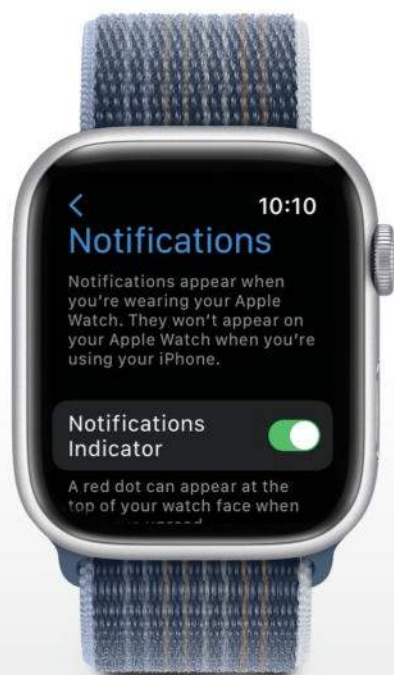 10:10
Notifications
Notifications appear when
you're wearing your Apple
Watch. They won't appear on
your Apple Watch when you're
using your iPhone.
Notifications
Indicator
A red dot can appear at the
top of your watch face when
unread